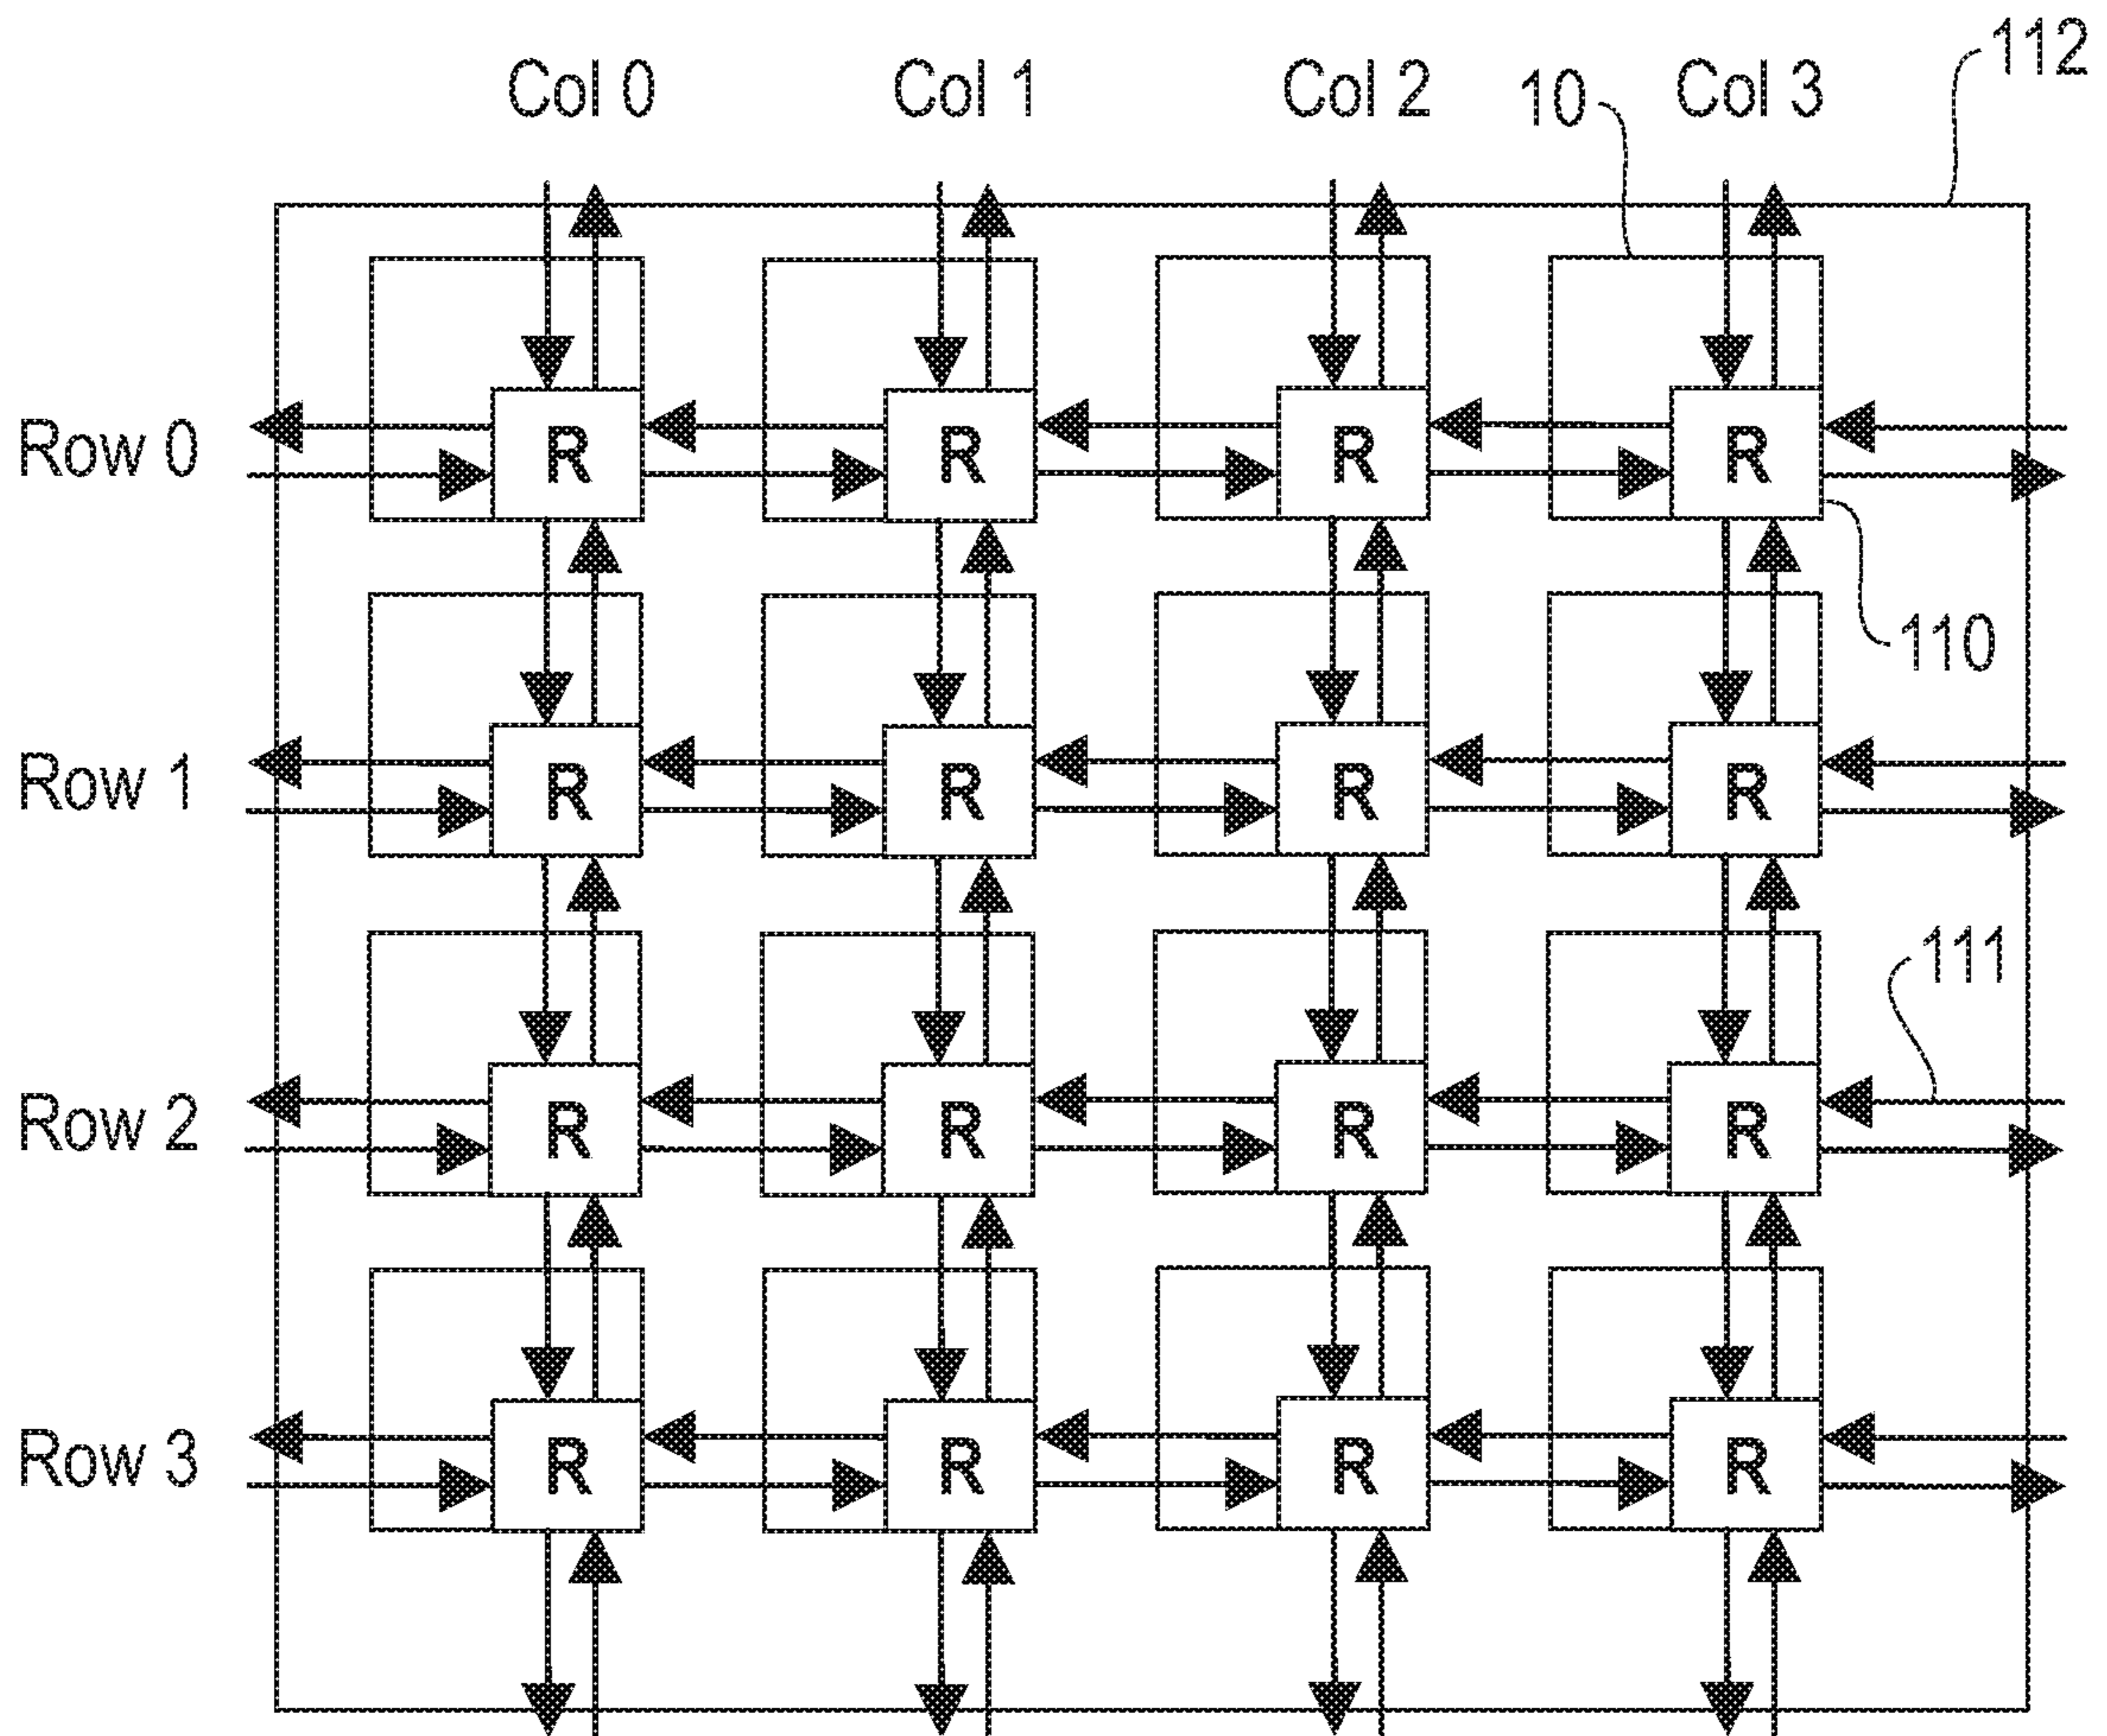 112
Col 0 Col 1 Col 2 10 Col 3
Row 0 R R R R
110
Row 1 R R R R
111
Row 2 R R R R
Row 3 R R R R